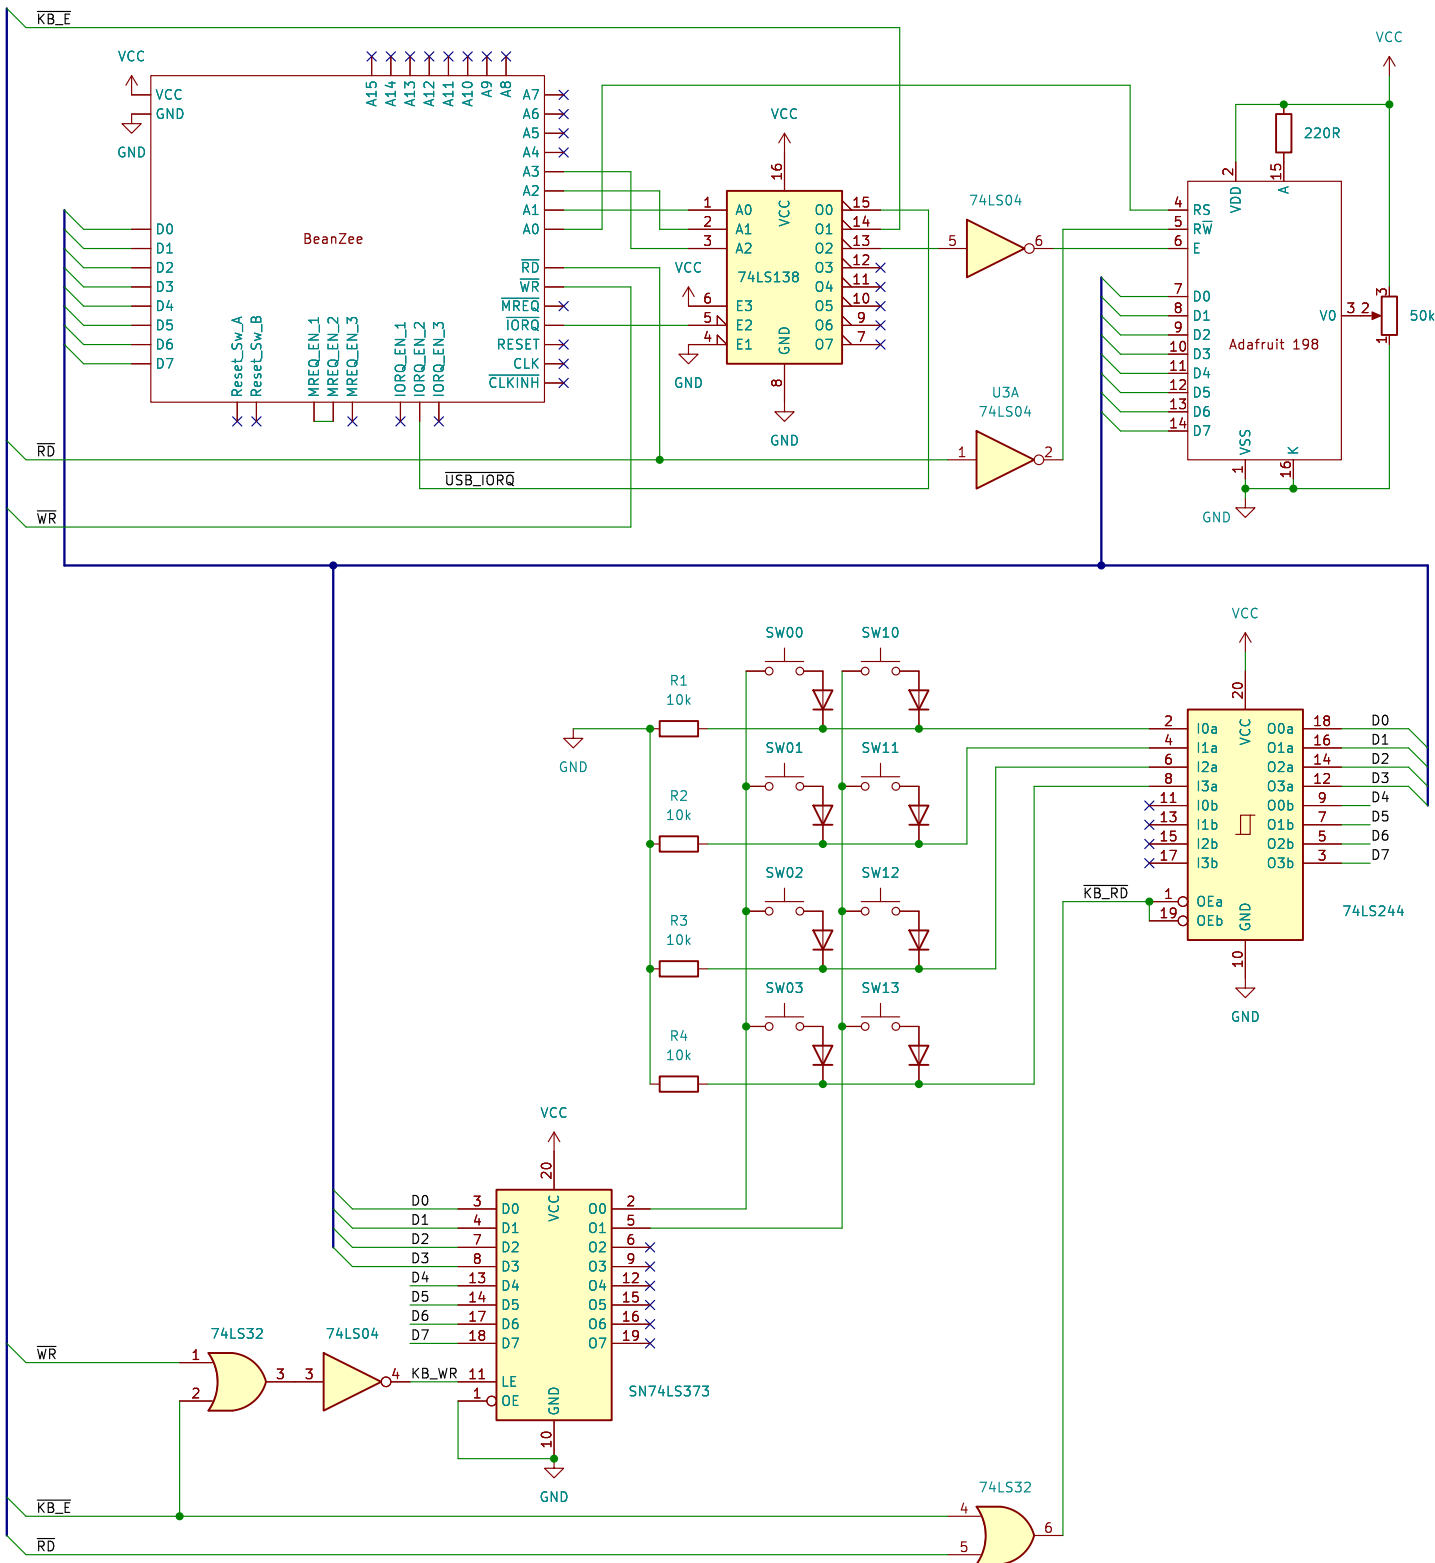 KB_E
VCC
VCC
GND
GND
A15
A14
A13
A12
A11
A10
A9
A8
A7
A6
A5
A4
A3
A2
A1
A0
RD
WR
MREQ
IORQ
RESET
CLK
CLKINH
BeanZee
D0
D1
D2
D3
D4
D5
D6
D7
Reset_Sw_A
Reset_Sw_B
MREQ_EN_1
MREQ_EN_2
MREQ_EN_3
IORQ_EN_1
IORQ_EN_2
IORQ_EN_3
RD
USB_IORQ
WR
VCC
16
VCC
1 A0
2 A1
3 A2
VCC
74LS138
6 E3
5 E2
4 E1
GND
GND
8
GND
O0 15
O1 14
O2 13
O3 12
O4 11
O5 10
O6 9
O7 7
74LS04
5 6
U3A
74LS04
1 2
VCC
220R
2
15
VDD
A
4 RS
5 RW
6 E
7 D0
8 D1
9 D2
10 D3
11 D4
12 D5
13 D6
14 D7
V0 3 2
3
1
50k
Adafruit 198
VSS
K
1
16
GND
SW00 SW10
R1
10k
GND
SW01 SW11
R2
10k
SW02 SW12
R3
10k
SW03 SW13
R4
10k
VCC
20
VCC
2 I0a
4 I1a
6 I2a
8 I3a
11 I0b
13 I1b
15 I2b
17 I3b
1 OEa
19 OEb
KB_RD
O0a 18 D0
O1a 16 D1
O2a 14 D2
O3a 12 D3
O0b 9 D4
O1b 7 D5
O2b 5 D6
O3b 3 D7
GND
10
GND
74LS244
VCC
20
VCC
D0 3 D0
D1 4 D1
D2 7 D2
D3 8 D3
D4 13 D4
D5 14 D5
D6 17 D6
D7 18 D7
KB_WR 11 LE
1 OE
O0 2
O1 5
O2 6
O3 9
O4 12
O5 15
O6 16
O7 19
GND
10
GND
SN74LS373
WR
74LS32
1
2
3
74LS04
3 4
KB_E
RD
74LS32
4
5
6